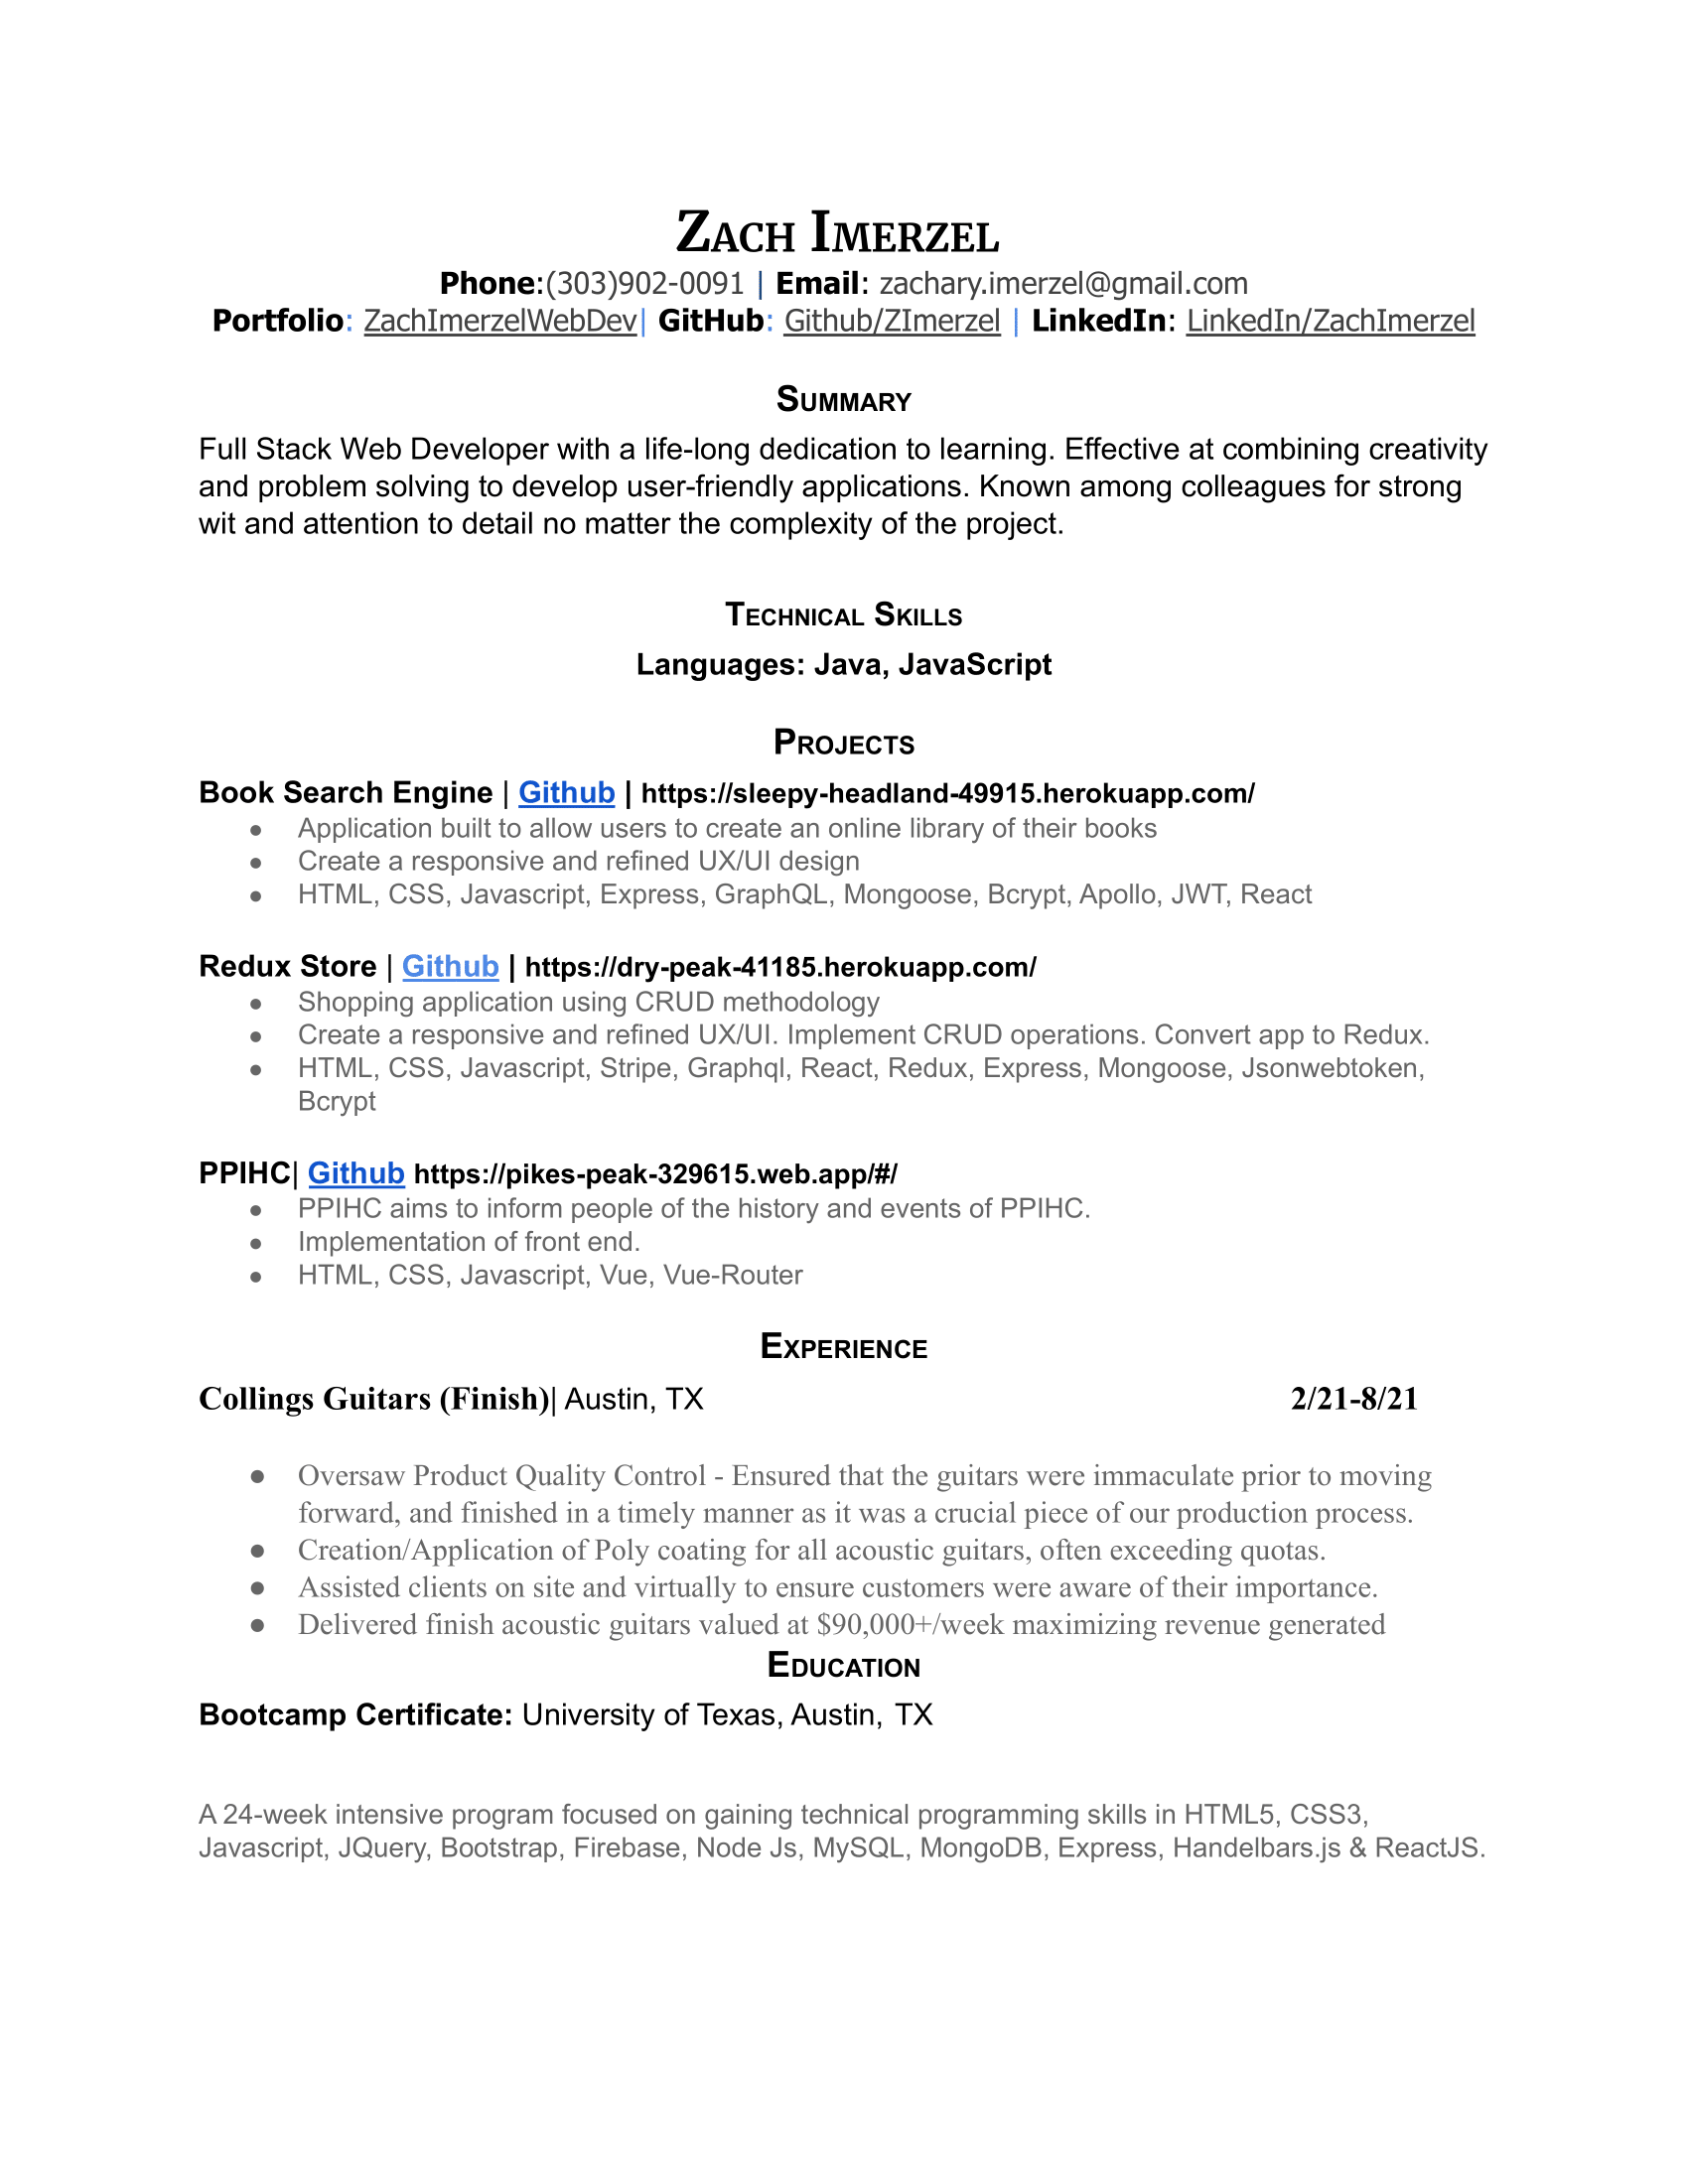 Zach Imerzel
Phone:(303)902-0091 | Email: zachary.imerzel@gmail.com
Portfolio: ZachImerzelWebDev| GitHub: Github/ZImerzel | LinkedIn: LinkedIn/ZachImerzel
Summary
Full Stack Web Developer with a life-long dedication to learning. Effective at combining creativity
and problem solving to develop user-friendly applications. Known among colleagues for strong
wit and attention to detail no matter the complexity of the project.
Technical Skills
Languages: Java, JavaScript
Projects
Book Search Engine | Github | https://sleepy-headland-49915.herokuapp.com/
● Application built to allow users to create an online library of their books
● Create a responsive and refined UX/UI design
● HTML, CSS, Javascript, Express, GraphQL, Mongoose, Bcrypt, Apollo, JWT, React
Redux Store | Github | https://dry-peak-41185.herokuapp.com/
● Shopping application using CRUD methodology
● Create a responsive and refined UX/UI. Implement CRUD operations. Convert app to Redux.
● HTML, CSS, Javascript, Stripe, Graphql, React, Redux, Express, Mongoose, Jsonwebtoken,
Bcrypt
PPIHC| Github https://pikes-peak-329615.web.app/#/
● PPIHC aims to inform people of the history and events of PPIHC.
● Implementation of front end.
● HTML, CSS, Javascript, Vue, Vue-Router
Experience
Collings Guitars (Finish)| Austin, TX 2/21-8/21
● Oversaw Product Quality Control - Ensured that the guitars were immaculate prior to moving
forward, and finished in a timely manner as it was a crucial piece of our production process.
● Creation/Application of Poly coating for all acoustic guitars, often exceeding quotas.
● Assisted clients on site and virtually to ensure customers were aware of their importance.
● Delivered finish acoustic guitars valued at $90,000+/week maximizing revenue generated
Education
Bootcamp Certificate: University of Texas, Austin, TX
A 24-week intensive program focused on gaining technical programming skills in HTML5, CSS3,
Javascript, JQuery, Bootstrap, Firebase, Node Js, MySQL, MongoDB, Express, Handelbars.js & ReactJS.